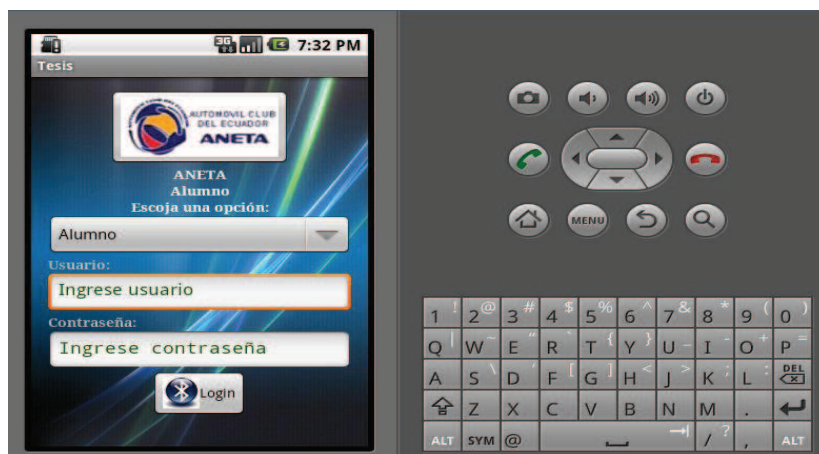 3G 7:32 PM
Tesis
AUTOMOVIL CLUB
DEL ECUADOR
ANETA
ANETA
Alumno
Escoja una opción:
Alumno
Usuario:
Ingrese usuario
Contraseña:
Ingrese contraseña
Login
MENU
1 ! 2 @ 3 # 4 $ 5 % 6 ^ 7 & 8 * 9 ( 0 )
Q | W ~ E “ R ` T { Y } U _ I - O + P =
A S \ D ' F [ G ] H < J > K ; L : DEL
Z X C V B N M .
ALT SYM @ / ? , ALT